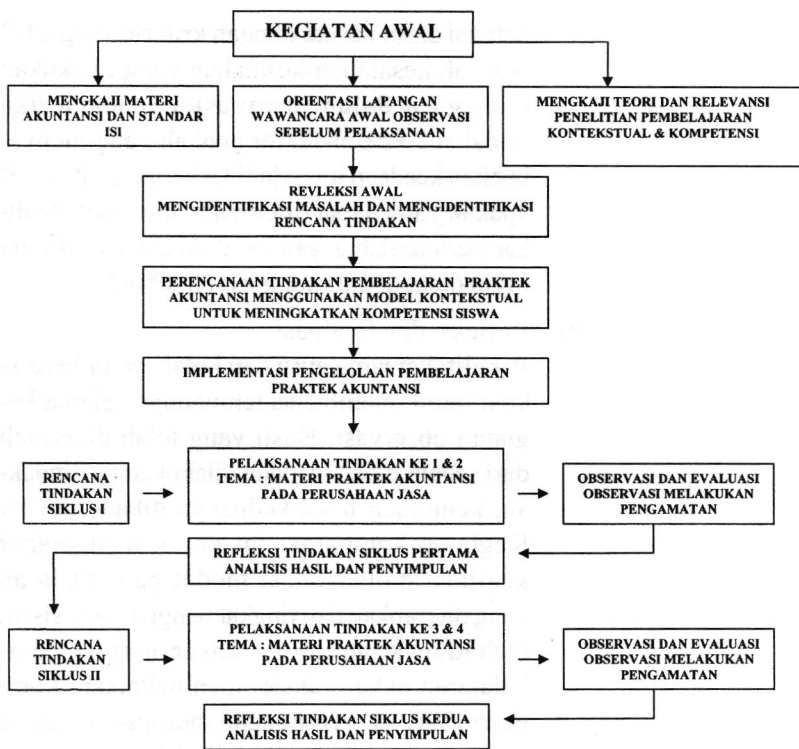 KEGIATAN AWAL
MENGKAJI MATERI
AKUNTANSI DAN STANDAR
ISI
ORIENTASI LAPANGAN
WAWANCARA AWAL OBSERVASI
SEBELUM PELAKSANAAN
MENGKAJI TEORI DAN RELEVANSI
PENELITIAN PEMBELAJARAN
KONTEKSTUAL & KOMPETENSI
REVLEKSI AWAL
MENGIDENTIFIKASI MASALAH DAN MENGIDENTIFIKASI
RENCANA TINDAKAN
PERENCANAAN TINDAKAN PEMBELAJARAN PRAKTEK
AKUNTANSI MENGGUNAKAN MODEL KONTEKSTUAL
UNTUK MENINGKATKAN KOMPETENSI SISWA
IMPLEMENTASI PENGELOLAAN PEMBELAJARAN
PRAKTEK AKUNTANSI
RENCANA
TINDAKAN
SIKLUS I
PELAKSANAAN TINDAKAN KE 1 & 2
TEMA : MATERI PRAKTEK AKUNTANSI
PADA PERUSAHAAN JASA
OBSERVASI DAN EVALUASI
OBSERVASI MELAKUKAN
PENGAMATAN
REFLEKSI TINDAKAN SIKLUS PERTAMA
ANALISIS HASIL DAN PENYIMPULAN
RENCANA
TINDAKAN
SIKLUS II
PELAKSANAAN TINDAKAN KE 3 & 4
TEMA : MATERI PRAKTEK AKUNTANSI
PADA PERUSAHAAN JASA
OBSERVASI DAN EVALUASI
OBSERVASI MELAKUKAN
PENGAMATAN
REFLEKSI TINDAKAN SIKLUS KEDUA
ANALISIS HASIL DAN PENYIMPULAN